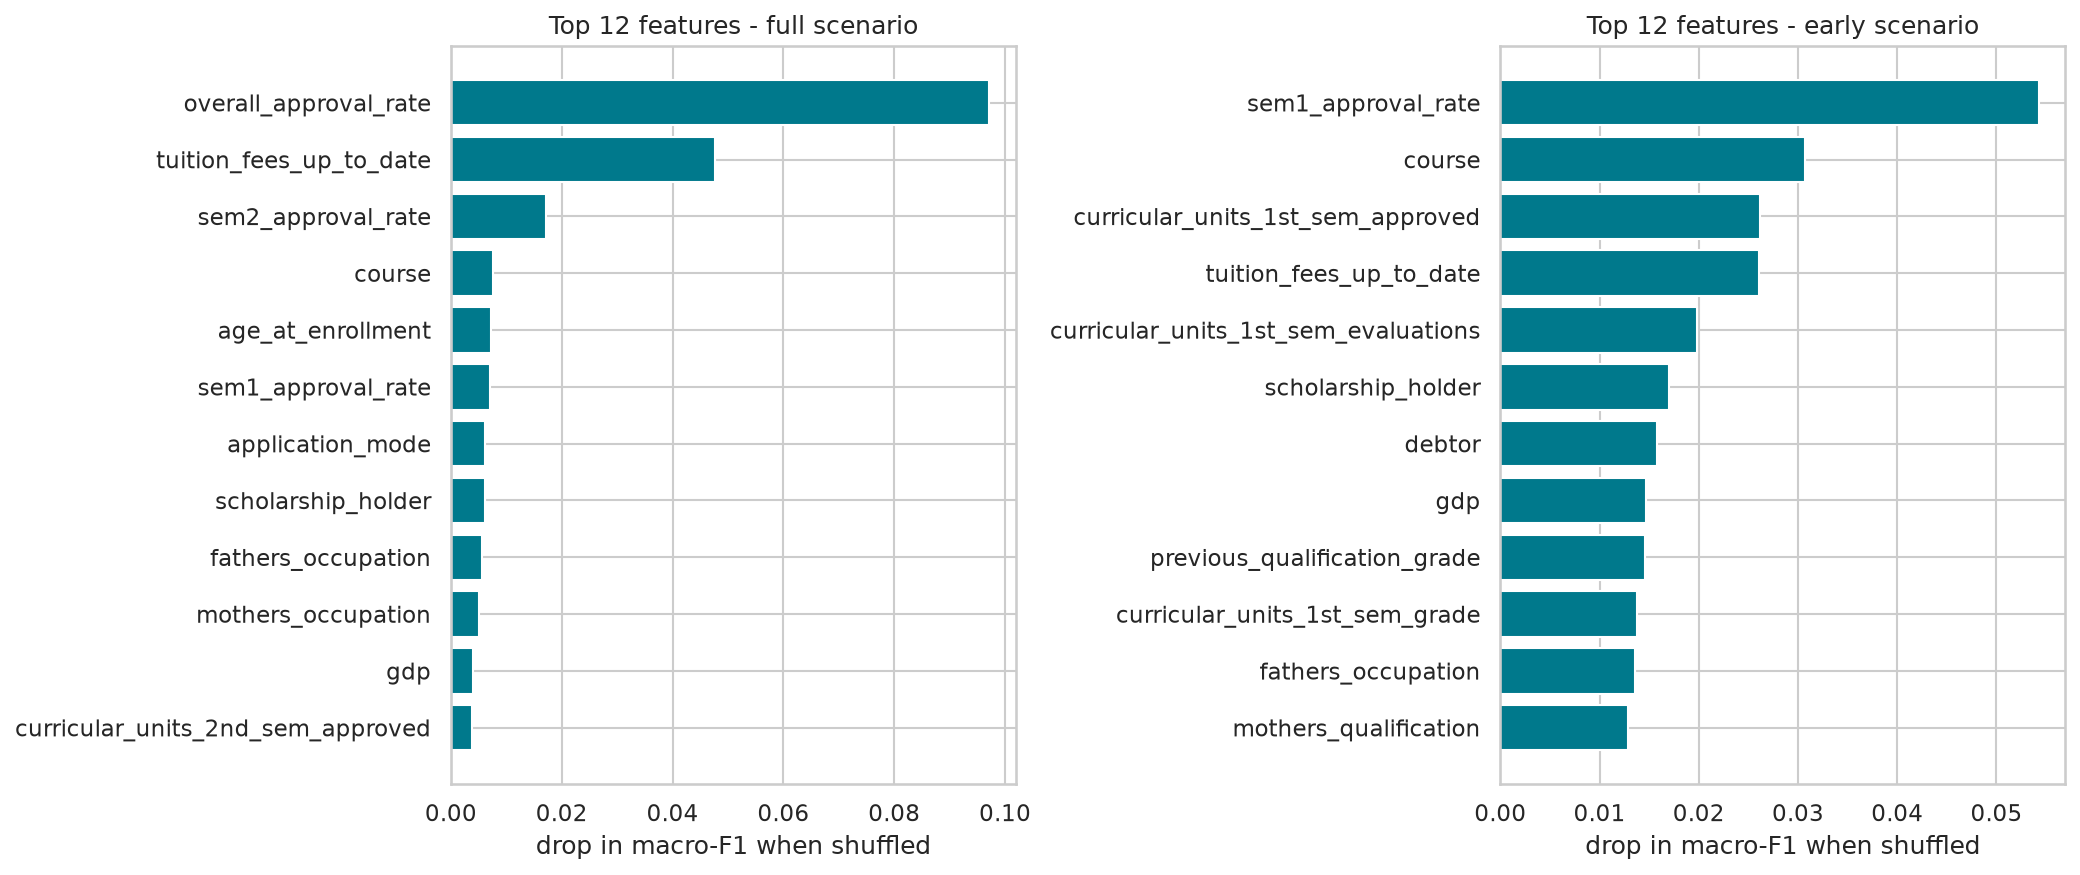 Top 12 features - full scenario
overall_approval_rate
tuition_fees_up_to_date
sem2_approval_rate
course
age_at_enrollment
sem1_approval_rate
application_mode
scholarship_holder
fathers_occupation
mothers_occupation
gdp
curricular_units_2nd_sem_approved
0.00 0.02 0.04 0.06 0.08 0.10
drop in macro-F1 when shuffled
Top 12 features - early scenario
sem1_approval_rate
course
curricular_units_1st_sem_approved
tuition_fees_up_to_date
curricular_units_1st_sem_evaluations
scholarship_holder
debtor
gdp
previous_qualification_grade
curricular_units_1st_sem_grade
fathers_occupation
mothers_qualification
0.00 0.01 0.02 0.03 0.04 0.05
drop in macro-F1 when shuffled